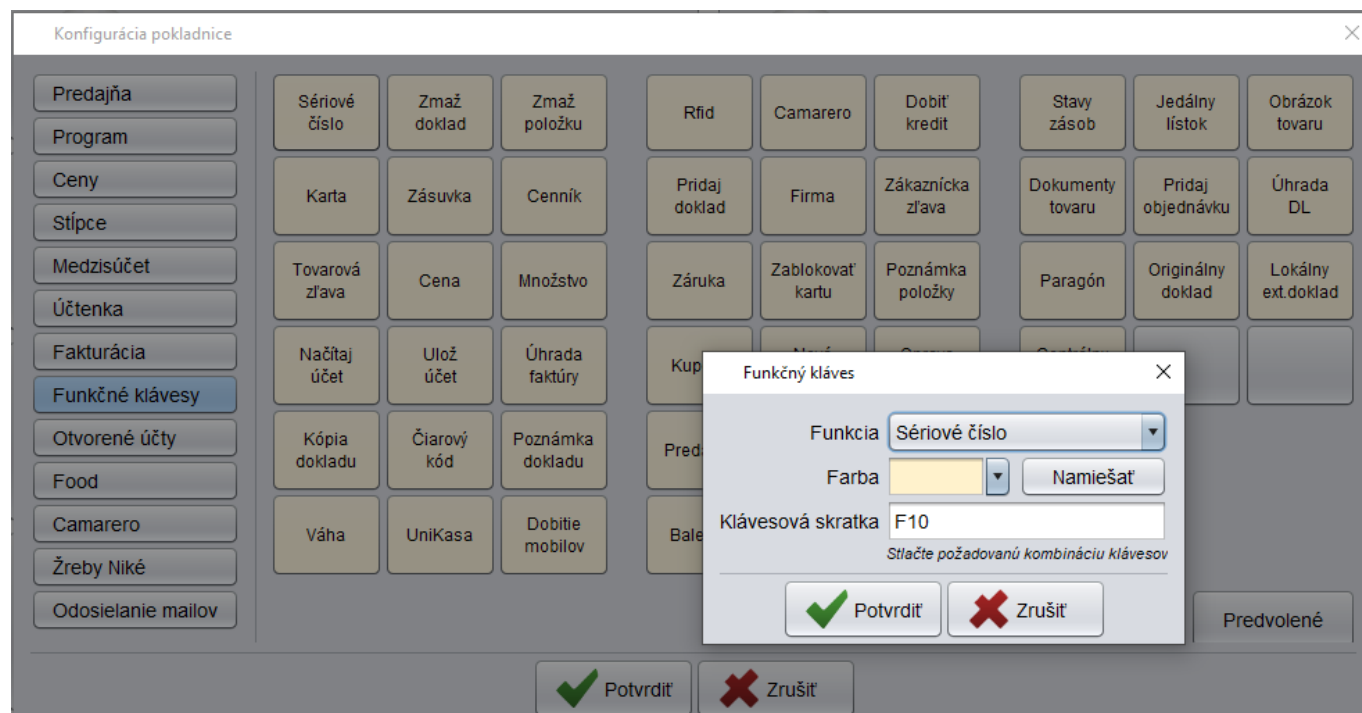 Konfigurácia pokladnice
Predajňa
Program
Ceny
Stĺpce
Medzisúčet
Účtenka
Fakturácia
Funkčné klávesy
Otvorené účty
Food
Camarero
Žreby Niké
Odosielanie mailov
Sériové
číslo
Zmaž
doklad
Zmaž
položku
Rfid
Camarero
Dobiť
kredit
Stavy
zásob
Jedálny
lístok
Obrázok
tovaru
Karta
Zásuvka
Cenník
Pridaj
doklad
Firma
Zákaznícka
zľava
Dokumenty
tovaru
Pridaj
objednávku
Úhrada
DL
Tovarová
zľava
Cena
Množstvo
Záruka
Zablokovať
kartu
Poznámka
položky
Paragón
Originálny
doklad
Lokálny
ext.doklad
Načítaj
účet
Ulož
účet
Úhrada
faktúry
Kup
Kópia
dokladu
Čiarový
kód
Poznámka
dokladu
Preda
Váha
UniKasa
Dobitie
mobilov
Bale
Funkčný kláves
Funkcia Sériové číslo
Farba Namiešať
Klávesová skratka F10
Stlačte požadovanú kombináciu klávesov
Potvrdiť Zrušiť
Predvolené
Potvrdiť Zrušiť